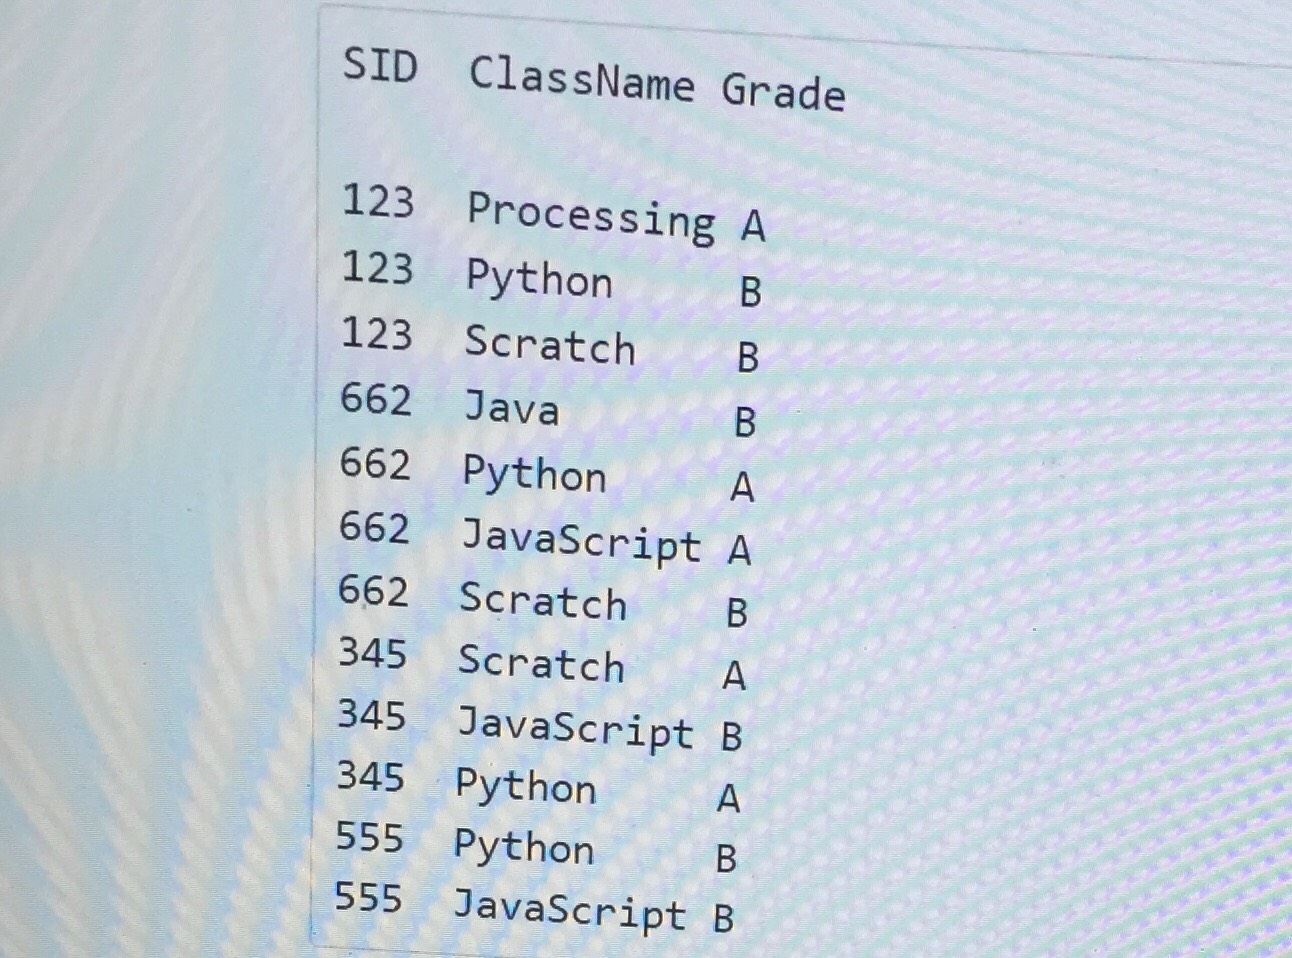 SID ClassName Grade
123 Processing A
123 Python B
123 Scratch B
662 Java B
662 Python A
662 JavaScript A
662 Scratch B
345 Scratch A
345 JavaScript B
345 Python A
555 Python B
555 JavaScript B